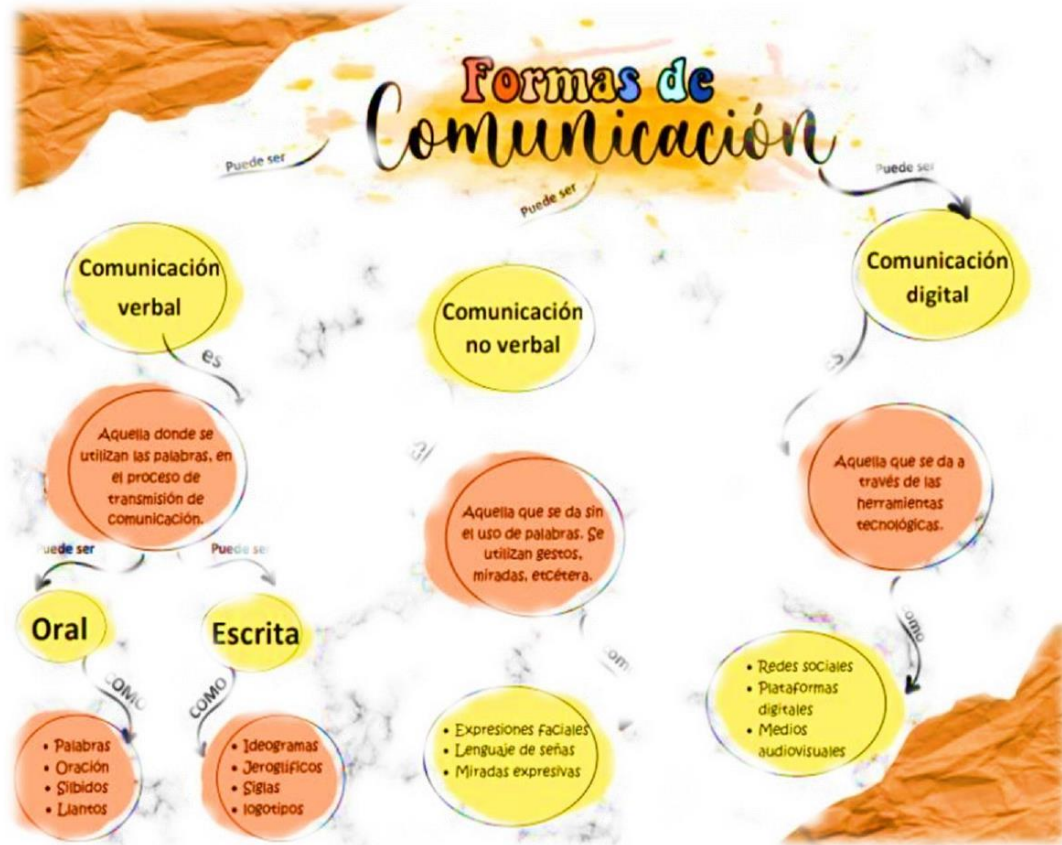 Formas de
Comunicación
Puede ser
Puede ser
Puede ser
Comunicación
verbal
es
Aquella donde se
utilizan las palabras, en
el proceso de
transmisión de
comunicación.
Puede ser
Puede ser
Oral
Escrita
COMO
COMO
• Palabras
• Oración
• Silbidos
• Llantos
• Ideogramas
• Jeroglíficos
• Siglas
• logotipos
Comunicación
no verbal
Aquella que se da sin
el uso de palabras. Se
utilizan gestos,
miradas, etcétera.
como
• Expresiones faciales
• Lenguaje de señas
• Miradas expresivas
Comunicación
digital
es
Aquella que se da a
través de las
herramientas
tecnológicas.
como
• Redes sociales
• Plataformas
digitales
• Medios
audiovisuales